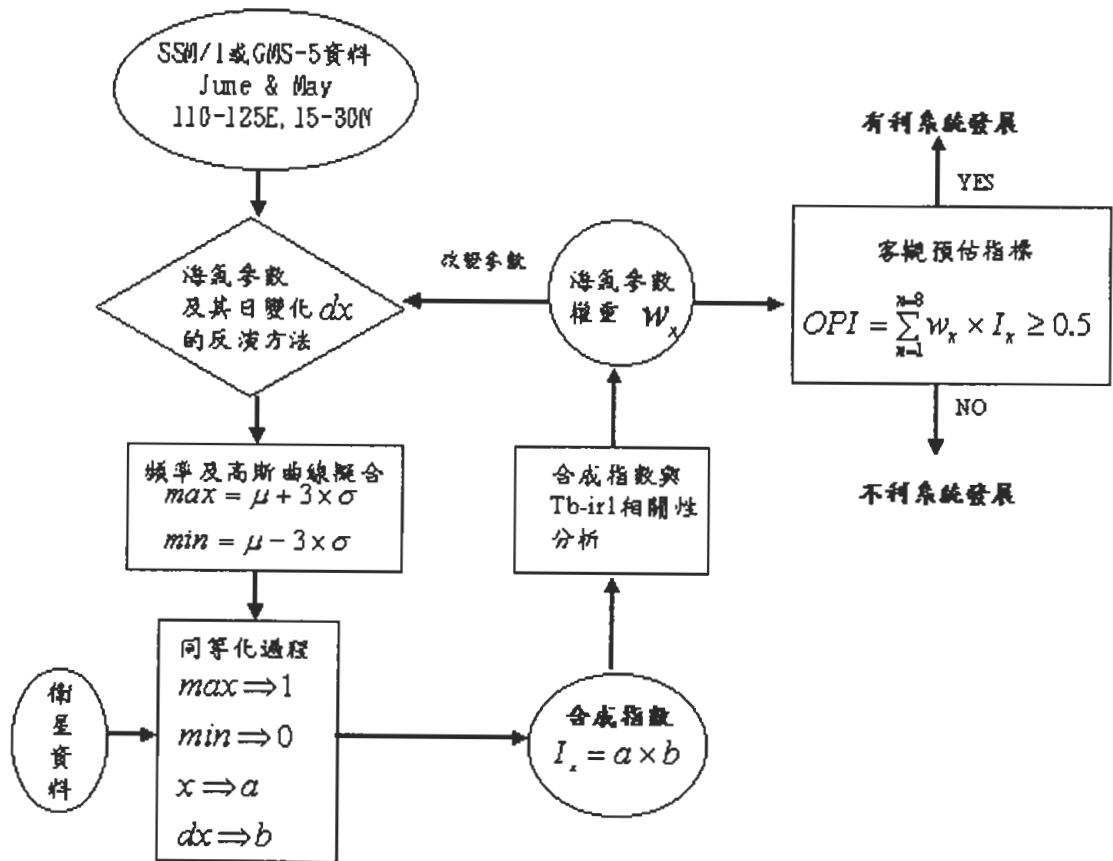 SSM/I或GMS-5資料
June & May
110-125E, 15-30N
海氣參數
及其日變化 dx
的反演方法
頻率及高斯曲線擬合
max = μ + 3 × σ
min = μ − 3 × σ
衛星資料
同等化過程
max ⇒ 1
min ⇒ 0
x ⇒ a
dx ⇒ b
合成指數
I_x = a × b
合成指數與
Tb-ir1相關性
分析
海氣參數
權重 w_x
改變參數
有利系統發展
YES
客觀預估指標
OPI = ∑_{n=1}^{n=8} w_x × I_x ≥ 0.5
NO
不利系統發展